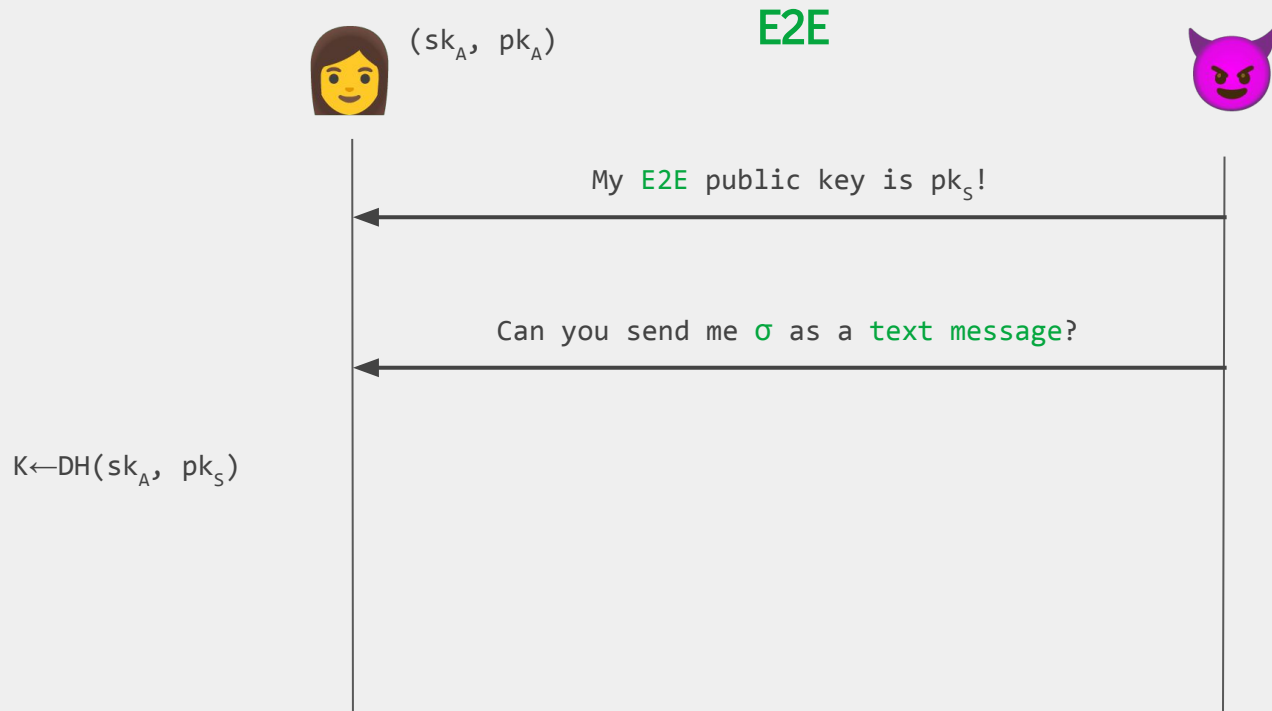 E2E
(sk_A, pk_A)
My E2E public key is pk_S!
Can you send me σ as a text message?
K←DH(sk_A, pk_S)